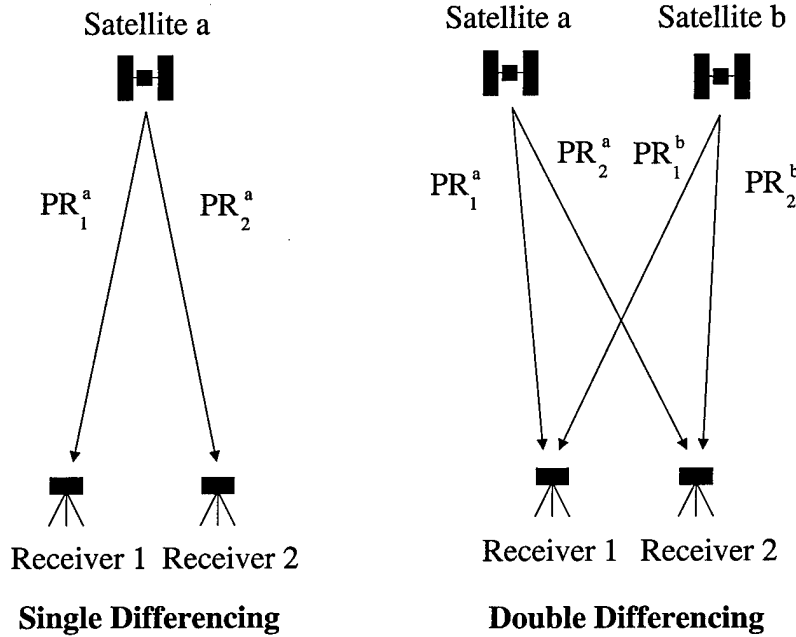 Satellite a
PR₁ᵃ
PR₂ᵃ
Receiver 1
Receiver 2
Single Differencing
Satellite a
Satellite b
PR₁ᵃ
PR₂ᵃ
PR₁ᵇ
PR₂ᵇ
Receiver 1
Receiver 2
Double Differencing